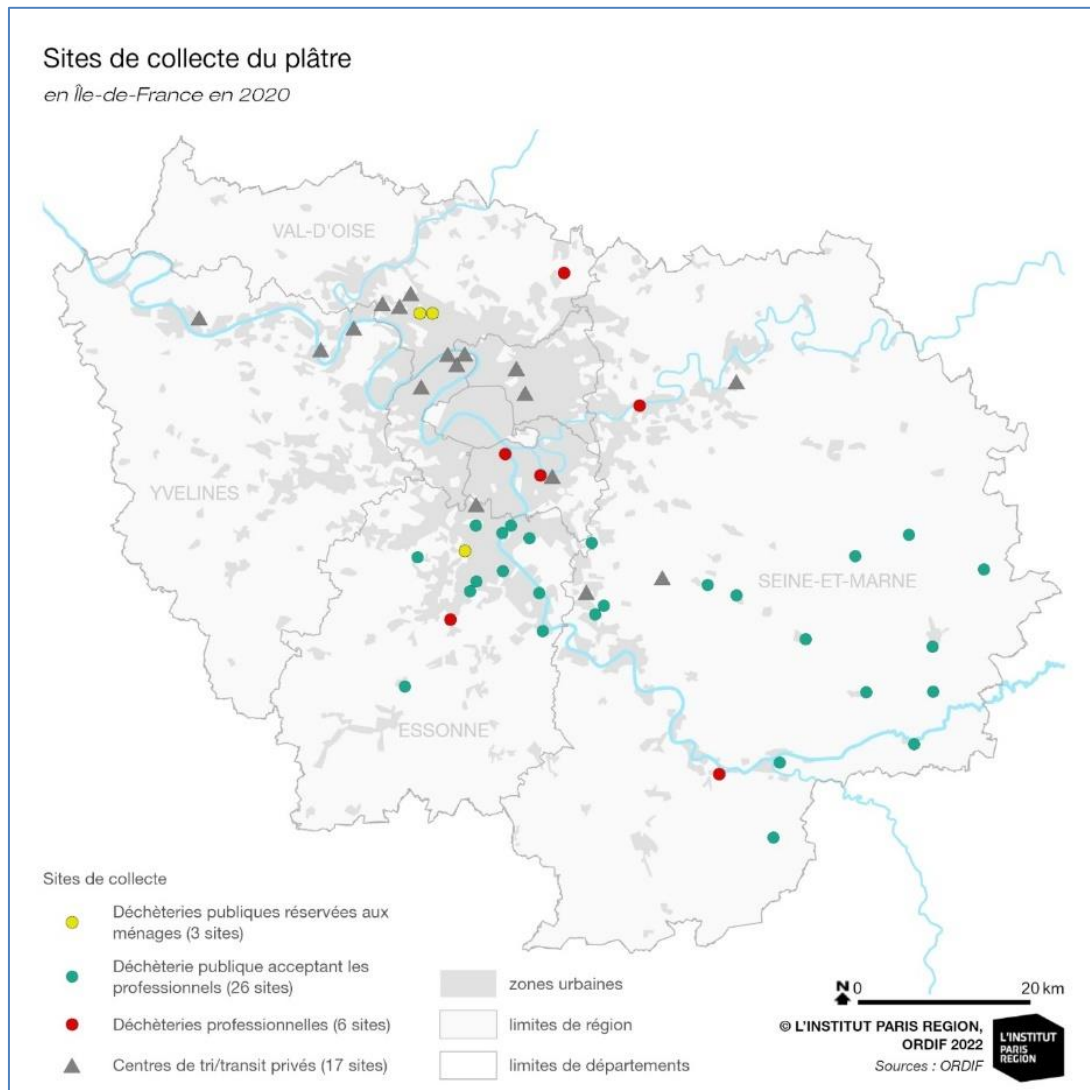 Sites de collecte du plâtre
en Île-de-France en 2020
VAL-D'OISE
YVELINES
SEINE-ET-MARNE
ESSONNE
Sites de collecte
Déchèteries publiques réservées aux
ménages (3 sites)
Déchèterie publique acceptant les
professionnels (26 sites)
Déchèteries professionnelles (6 sites)
Centres de tri/transit privé (17 sites)
zones urbaines
limites de région
limites de départements
N 0 20 km
© L'INSTITUT PARIS REGION,
ORDIF 2022
Sources : ORDIF
L'INSTITUT
PARIS
REGION